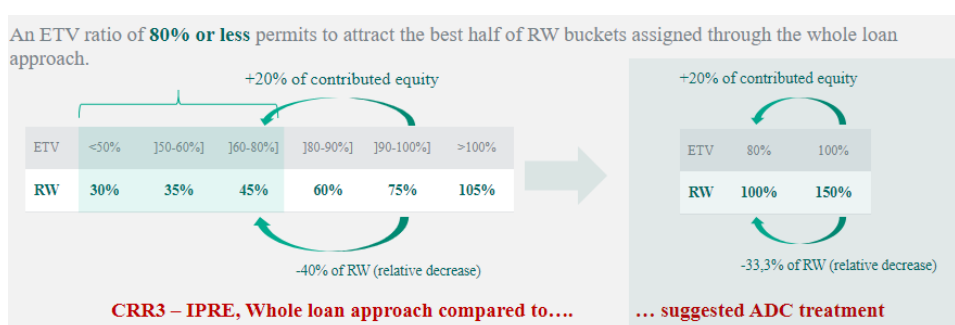 An ETV ratio of 80% or less permits to attract the best half of RW buckets assigned through the whole loan
approach.
+20% of contributed equity
ETV <50% ]50-60%] ]60-80%] ]80-90%] ]90-100%] >100%
RW 30% 35% 45% 60% 75% 105%
-40% of RW (relative decrease)
CRR3 – IPRE, Whole loan approach compared to….
+20% of contributed equity
ETV 80% 100%
RW 100% 150%
-33,3% of RW (relative decrease)
… suggested ADC treatment